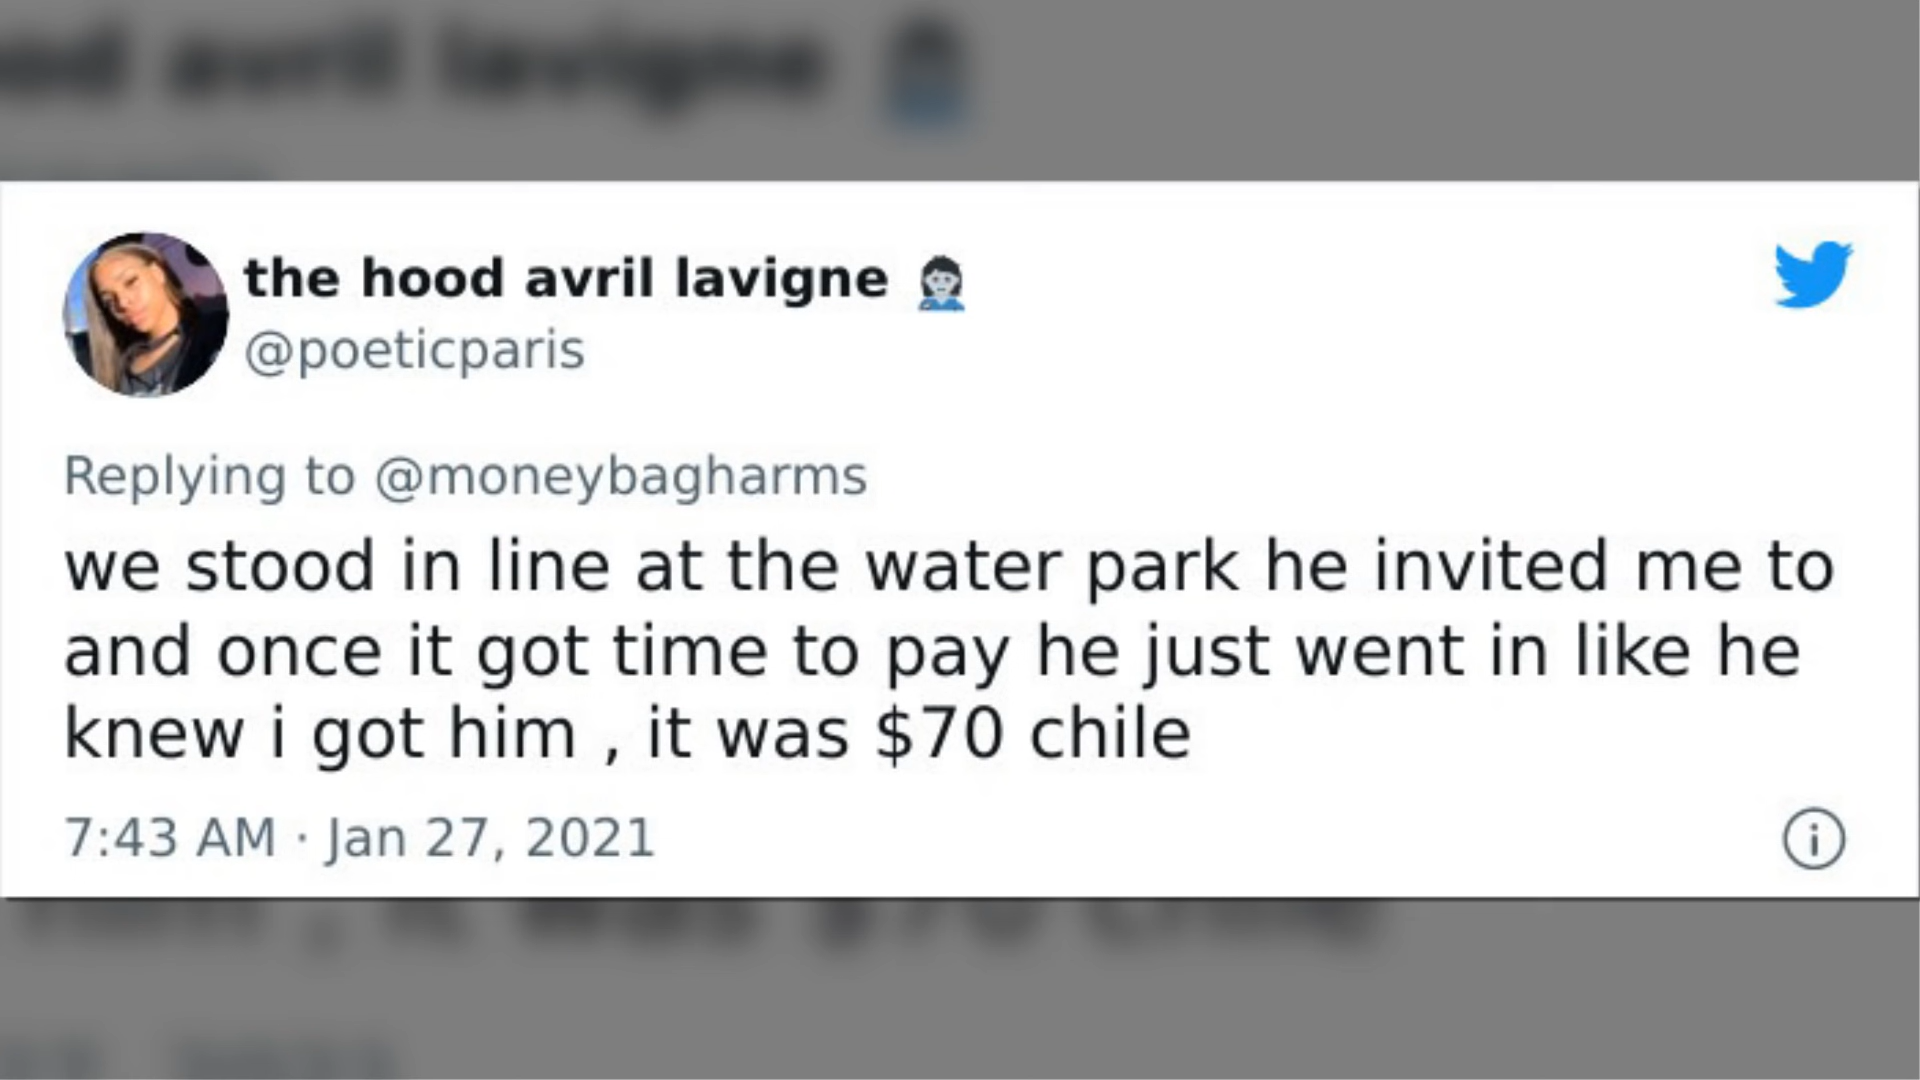 the hood avril lavigne 🧛🏻‍♀️
@poeticparis
Replying to @moneybagharms
we stood in line at the water park he invited me to
and once it got time to pay he just went in like he
knew i got him , it was $70 chile
7:43 AM · Jan 27, 2021